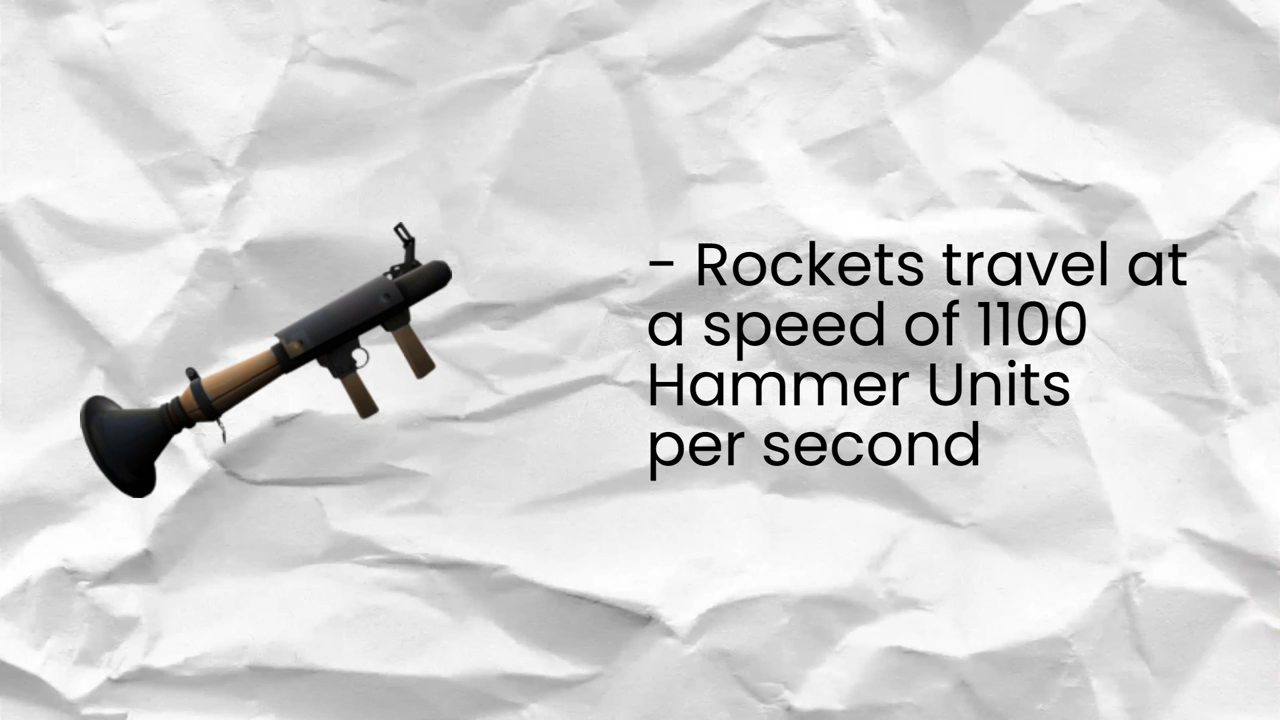 - Rockets travel at
a speed of 1100
Hammer Units
per second